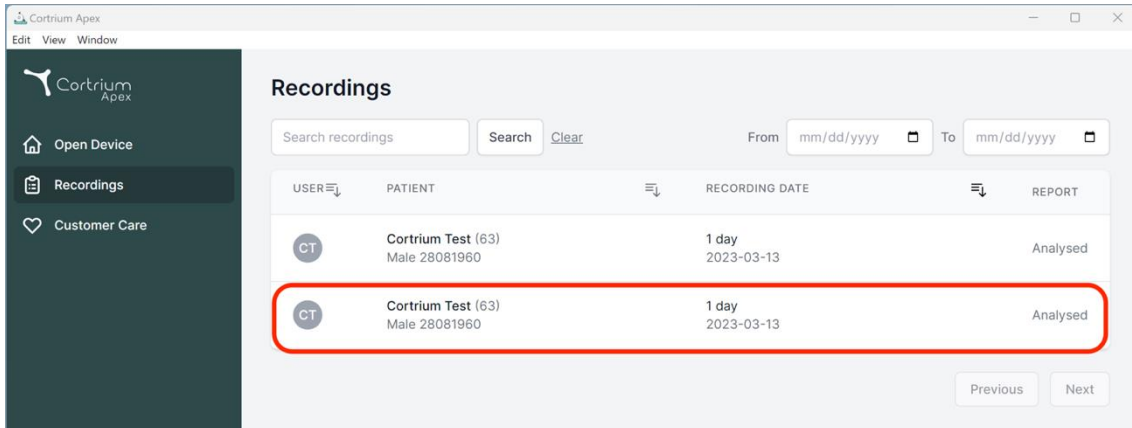 Cortrium Apex
Edit View Window
Cortrium
Apex
Open Device
Recordings
Customer Care
Recordings
Search recordings
Search
Clear
From
mm/dd/yyyy
To
mm/dd/yyyy
USER
PATIENT
RECORDING DATE
REPORT
CT
Cortrium Test (63)
Male 28081960
1 day
2023-03-13
Analysed
CT
Cortrium Test (63)
Male 28081960
1 day
2023-03-13
Analysed
Previous
Next